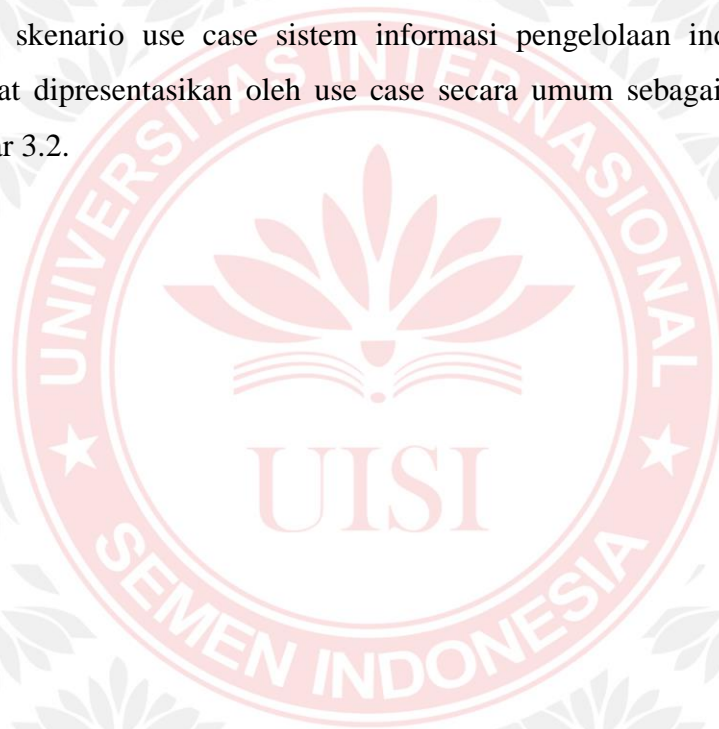 skenario use case sistem informasi pengelolaan
at dipresentasikan oleh use case secara umum sebagai
ar 3.2.
UNIVERSITAS INTERNASIONAL
UISI
SEMEN INDONESIA